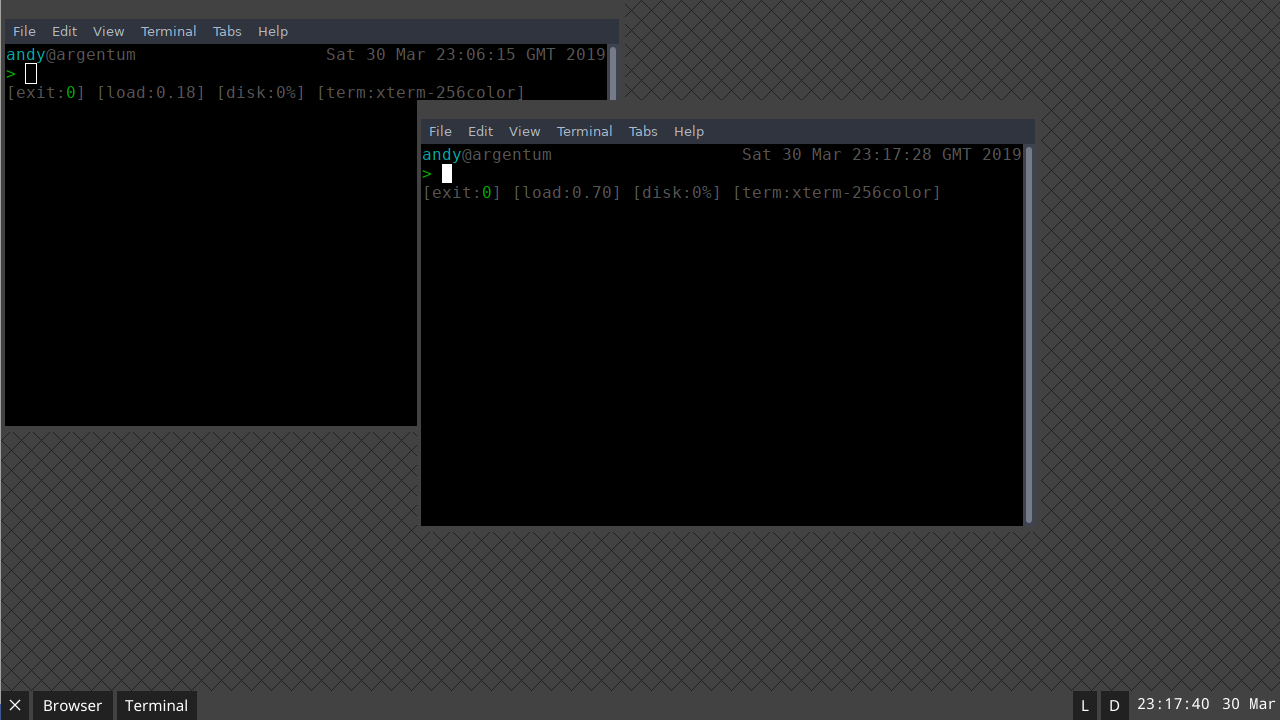 File Edit View Terminal Tabs Help
andy@argentum Sat 30 Mar 23:06:15 GMT 2019
>
[exit:0] [load:0.18] [disk:0%] [term:xterm-256color]
File Edit View Terminal Tabs Help
andy@argentum Sat 30 Mar 23:17:28 GMT 2019
>
[exit:0] [load:0.70] [disk:0%] [term:xterm-256color]
× Browser Terminal L D 23:17:40 30 Mar